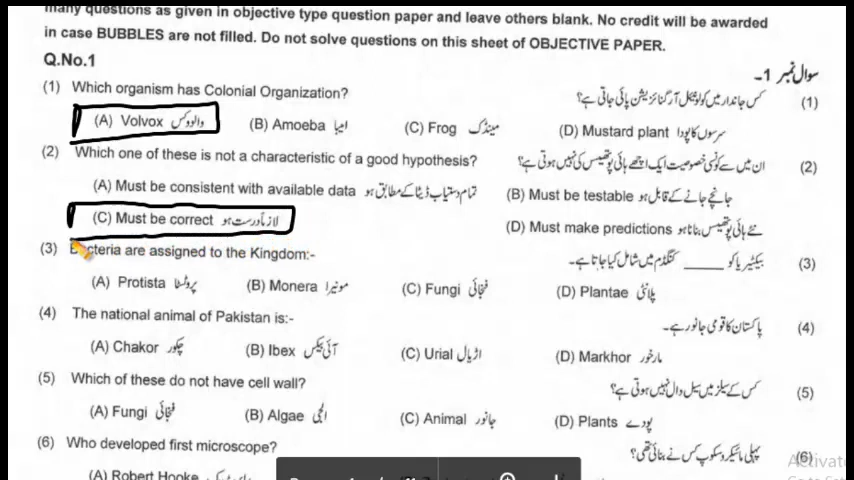 many questions as given in objective type question paper and leave others blank. No credit will be awarded
in case BUBBLES are not filled. Do not solve questions on this sheet of OBJECTIVE PAPER.
Q.No.1 سوال نمبر 1۔
(1) Which organism has Colonial Organization? کس جاندار میں کولونیل آرگنائزیشن پائی جاتی ہے؟ (1)
(A) Volvox والووکس (B) Amoeba امیبا (C) Frog مینڈک (D) Mustard plant سرسوں کا پودا
(2) Which one of these is not a characteristic of a good hypothesis? ان میں سے کونسی خصوصیت ایک اچھے ہائی پوتھیسس کی نہیں ہوتی ہے؟ (2)
(A) Must be consistent with available data تمام دستیاب ڈیٹا کے مطابق ہو (B) Must be testable جانچے جانے کے قابل ہو
(C) Must be correct لازماً درست ہو (D) Must make predictions نئے ہائی پوتھیسس بناتا ہو
(3) Bacteria are assigned to the Kingdom:- بیکٹیریا کو ______ کنگڈم میں شامل کیا جاتا ہے۔ (3)
(A) Protista پروٹسٹا (B) Monera مونیرا (C) Fungi فنجائی (D) Plantae پلانٹی
(4) The national animal of Pakistan is:- پاکستان کا قومی جانور ہے۔ (4)
(A) Chakor چکور (B) Ibex آئی بیکس (C) Urial اڑیال (D) Markhor مارخور
(5) Which of these do not have cell wall? کس کے سیلز میں سیل وال نہیں ہوتی ہے؟ (5)
(A) Fungi فنجائی (B) Algae الجی (C) Animal جانور (D) Plants پودے
(6) Who developed first microscope? پہلی مائیکروسکوپ کس نے بنائی تھی؟ (6)
(A) Robert Hooke
Activate